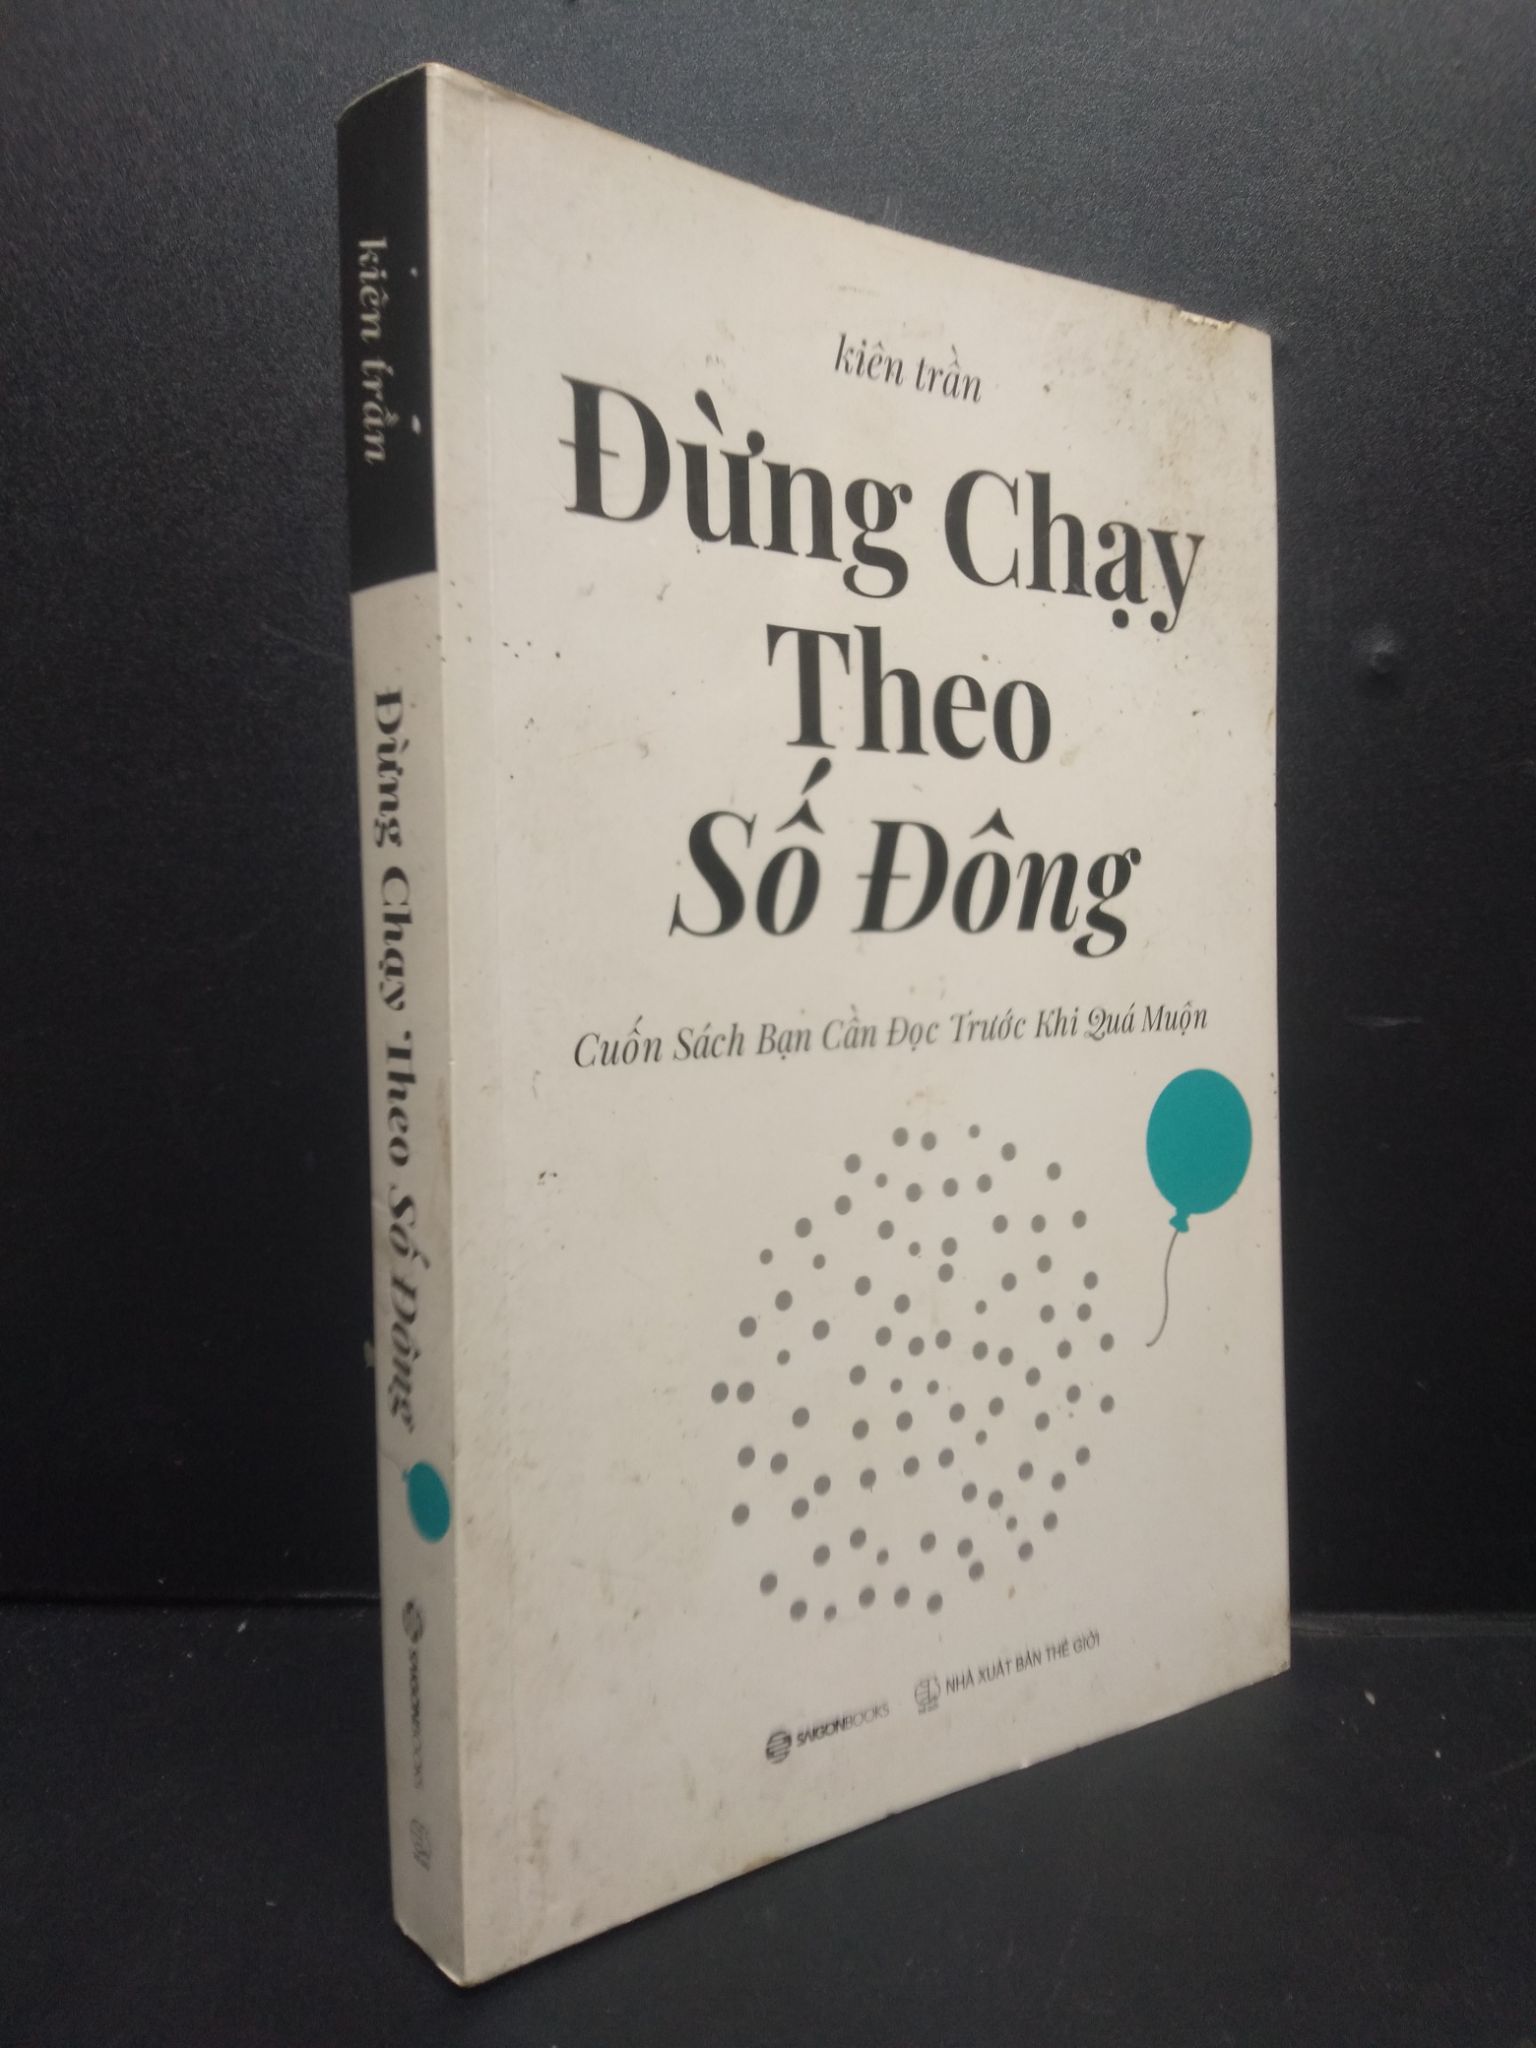 kiên trần
Đừng Chạy
Theo
Số Đông
Cuốn Sách Bạn Cần Đọc Trước Khi Quá Muộn
SAIGONBOOKS
NHÀ XUẤT BẢN THẾ GIỚI
kiên trần
Đừng Chạy Theo Số Đông
SAIGONBOOKS